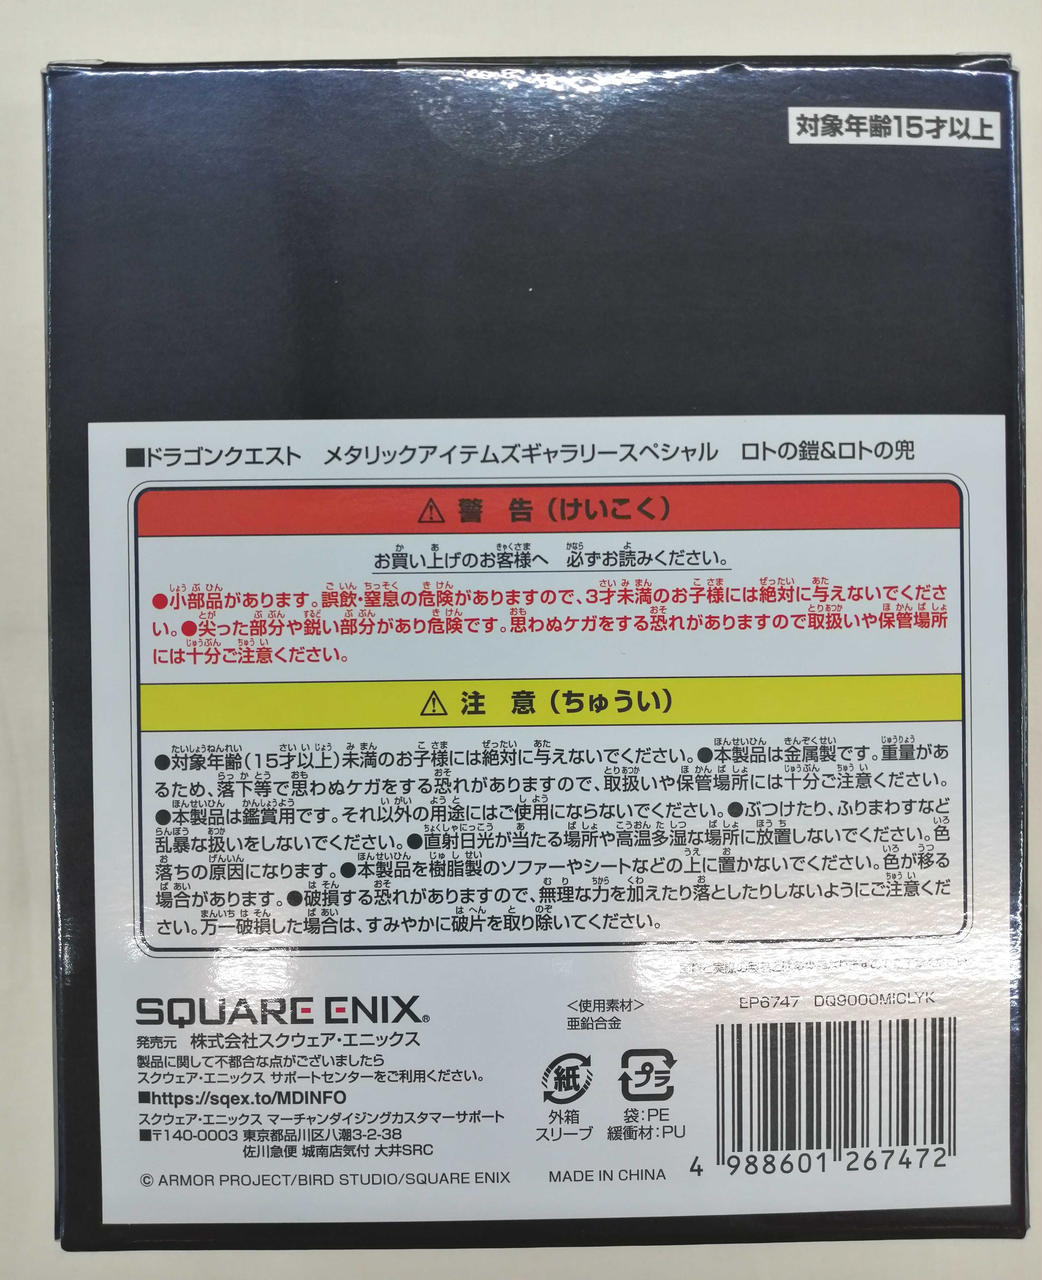 対象年齢15才以上
■ドラゴンクエスト メタリックアイテムズギャラリースペシャル ロトの鎧&ロトの兜
⚠ 警 告 (けいこく)
お買い上げのお客様へ 必ずお読みください。
●小部品があります。誤飲・窒息の危険がありますので、3才未満のお子様には絶対に与えないでくださ
い。●尖った部分や鋭い部分があり危険です。思わぬケガをする恐れがありますので取扱いや保管場所
には十分ご注意ください。
⚠ 注 意 (ちゅうい)
●対象年齢(15才以上)未満のお子様には絶対に与えないでください。●本製品は金属製です。重量があ
るため、落下等で思わぬケガをする恐れがありますので、取扱いや保管場所には十分ご注意ください。
●本製品は鑑賞用です。それ以外の用途にはご使用にならないでください。●ぶつけたり、ふりまわすなど
乱暴な扱いをしないでください。●直射日光が当たる場所や高温多湿な場所に放置しないでください。色
落ちの原因になります。●本製品を樹脂製のソファーやシートなどの上に置かないでください。色が移る
場合があります。●破損する恐れがありますので、無理な力を加えたり落としたりしないようにご注意くだ
さい。万一破損した場合は、すみやかに破片を取り除いてください。
SQUARE ENIX®
発売元 株式会社スクウェア・エニックス
製品に関して不都合な点がございましたら
スクウェア・エニックス サポートセンターをご利用ください。
■https://sqex.to/MDINFO
スクウェア・エニックス マーチャンダイジングカスタマーサポート
■〒140-0003 東京都品川区八潮3-2-38
佐川急便 城南店気付 大井SRC
© ARMOR PROJECT/BIRD STUDIO/SQUARE ENIX
<使用素材>
亜鉛合金
紙
外箱
スリーブ
プラ
袋:PE
緩衝材:PU
MADE IN CHINA
EP6747 DQ9000MIGLYK
4 988601 267472